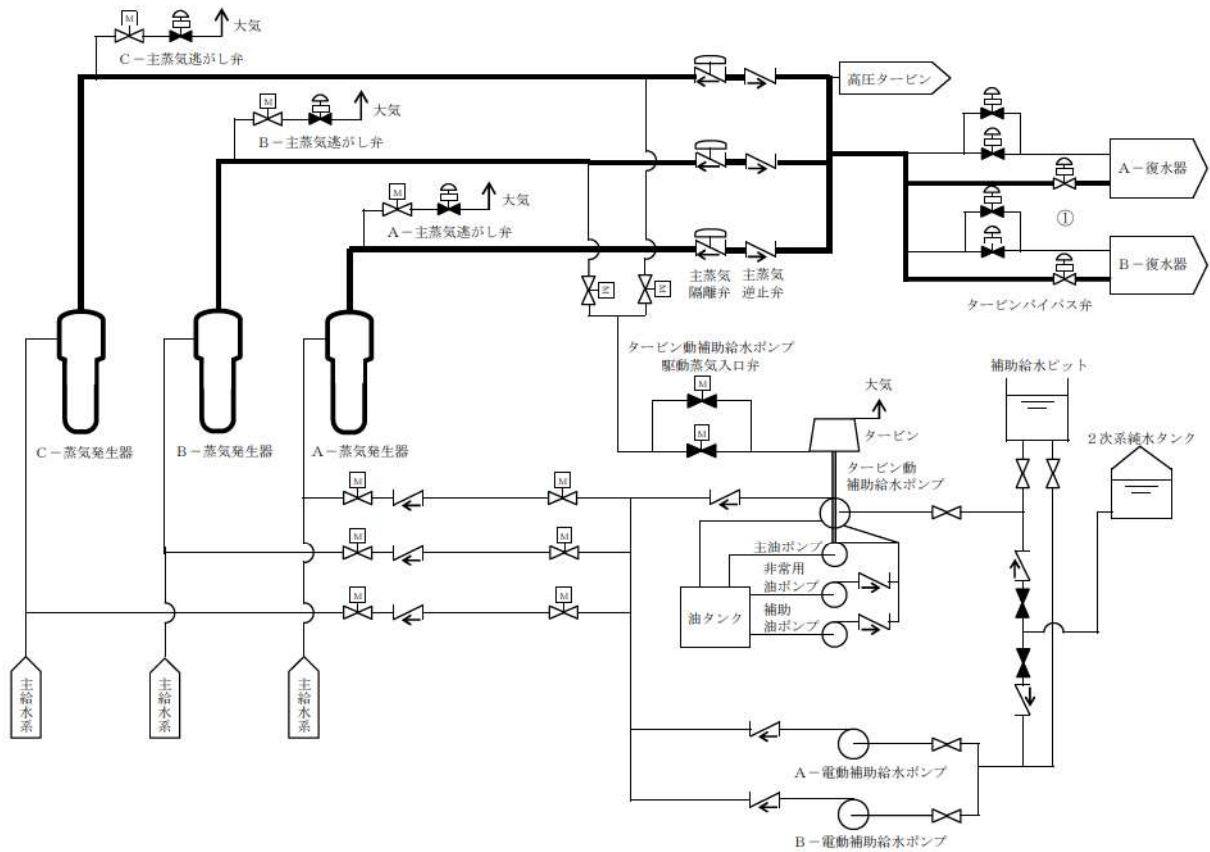 M
大気
C－主蒸気逃がし弁
M
大気
B－主蒸気逃がし弁
M
大気
A－主蒸気逃がし弁
高圧タービン
A－復水器
①
B－復水器
主蒸気
隔離弁
主蒸気
逆止弁
タービンバイパス弁
M
M
C－蒸気発生器
B－蒸気発生器
A－蒸気発生器
タービン動補助給水ポンプ
駆動蒸気入口弁
M
M
大気
タービン
補助給水ピット
2次系純水タンク
タービン動
補助給水ポンプ
M
M
M
M
M
M
主油ポンプ
非常用
油ポンプ
補助
油ポンプ
油タンク
主給水系
主給水系
主給水系
A－電動補助給水ポンプ
B－電動補助給水ポンプ